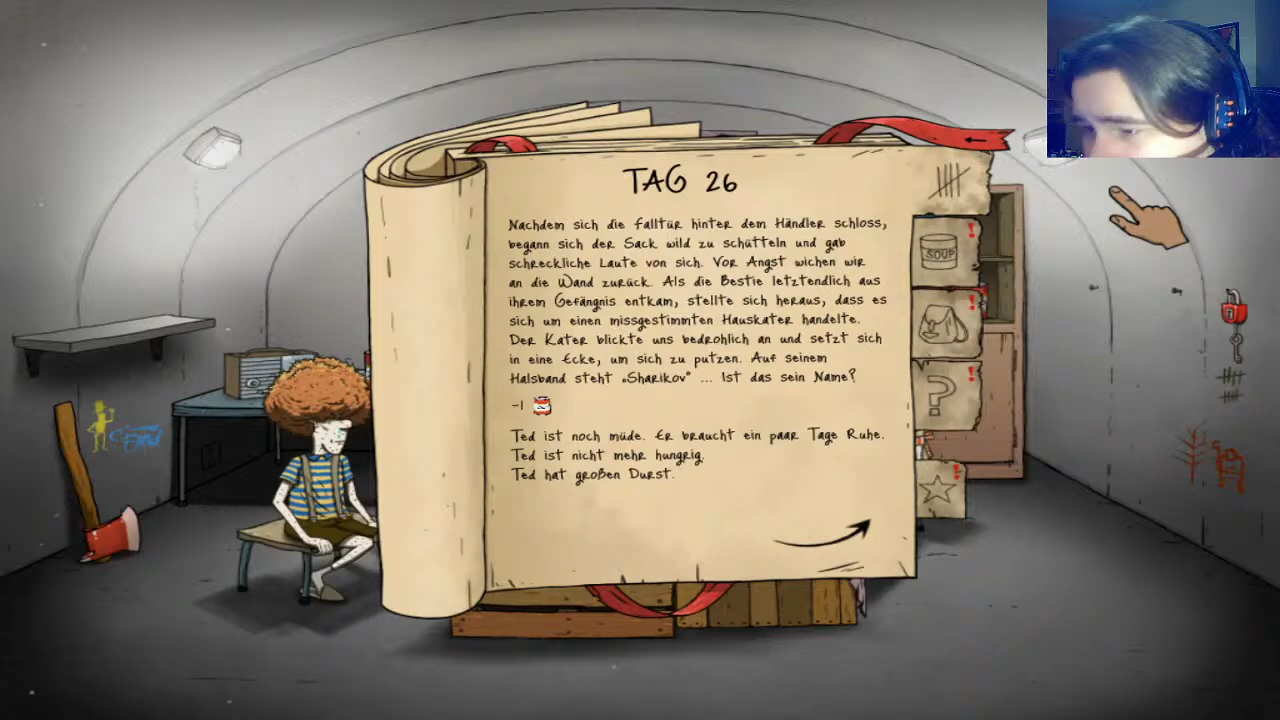 TAG 26
Nachdem sich die Falltür hinter dem Händler schloss,
begann sich der Sack wild zu schütteln und gab
schreckliche Laute von sich. Vor Angst wichen wir
an die Wand zurück. Als die Bestie letztendlich aus
ihrem Gefängnis entkam, stellte sich heraus, dass es
sich um einen missgestimmten Hauskater handelte.
Der Kater blickte uns bedrohlich an und setzt sich
in eine Ecke, um sich zu putzen. Auf seinem
Halsband steht „Sharikov" ... Ist das sein Name?
-1
Ted ist noch müde. Er braucht ein paar Tage Ruhe.
Ted ist nicht mehr hungrig.
Ted hat großen Durst.
!
SOUP
!
?
!
!